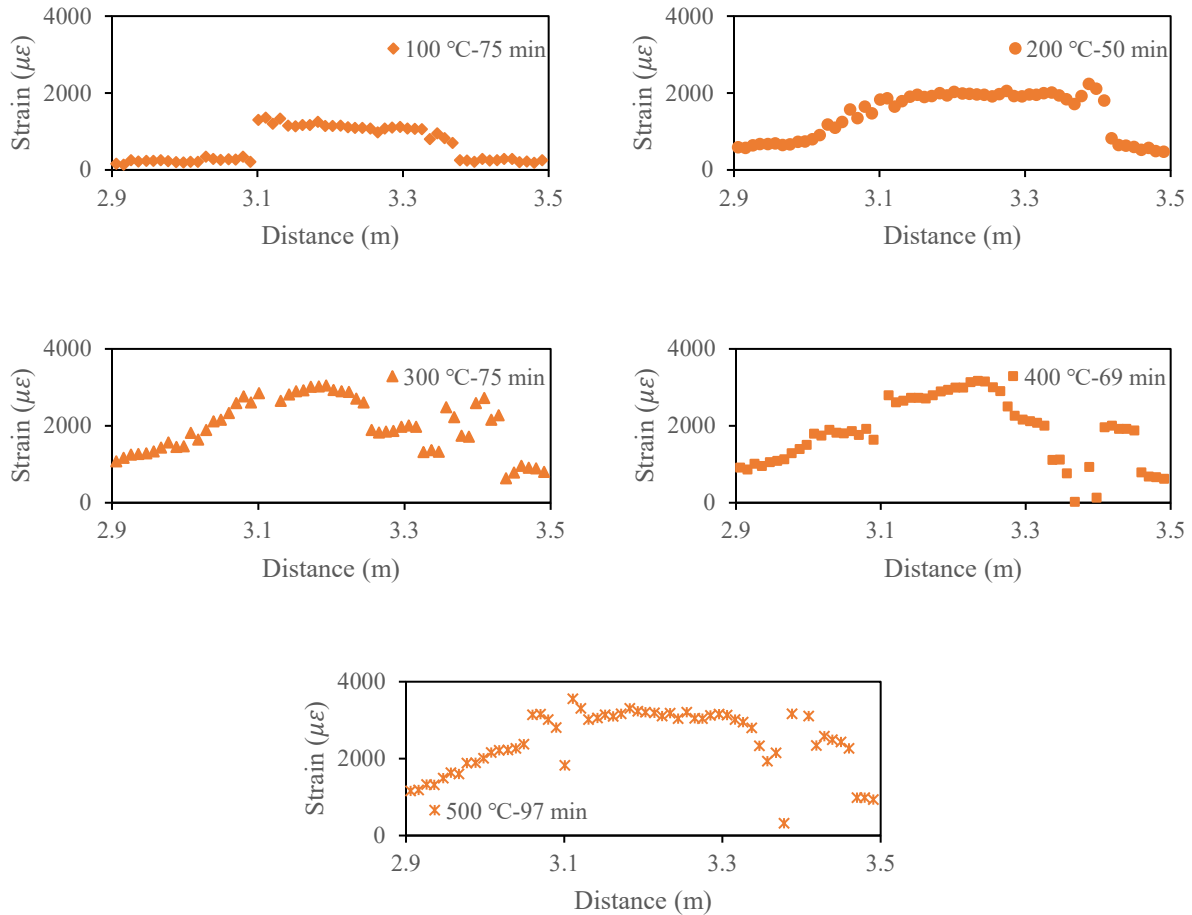 4000
2000
0
Strain (με)
100 ℃-75 min
2.9 3.1 3.3 3.5
Distance (m)
4000
2000
0
Strain (με)
200 ℃-50 min
2.9 3.1 3.3 3.5
Distance (m)
4000
2000
0
Strain (με)
300 ℃-75 min
2.9 3.1 3.3 3.5
Distance (m)
4000
2000
0
Strain (με)
400 ℃-69 min
2.9 3.1 3.3 3.5
Distance (m)
4000
2000
0
Strain (με)
500 ℃-97 min
2.9 3.1 3.3 3.5
Distance (m)